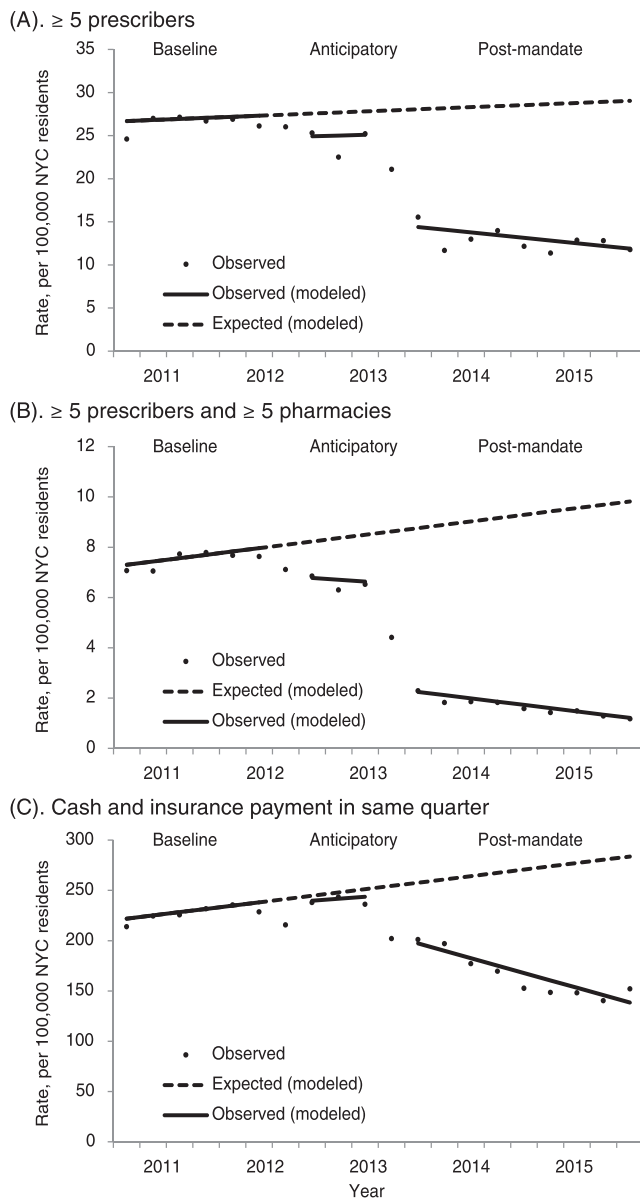 (A). ≥ 5 prescribers
35
Baseline Anticipatory Post-mandate
30
25
20
15
10
5
0
Rate, per 100,000 NYC residents
Observed
Observed (modeled)
Expected (modeled)
2011 2012 2013 2014 2015
(B). ≥ 5 prescribers and ≥ 5 pharmacies
12
Baseline Anticipatory Post-mandate
10
8
6
4
2
0
Rate, per 100,000 NYC residents
Observed
Expected (modeled)
Observed (modeled)
2011 2012 2013 2014 2015
(C). Cash and insurance payment in same quarter
300
Baseline Anticipatory Post-mandate
250
200
150
100
50
0
Rate, per 100,000 NYC residents
Observed
Expected (modeled)
Observed (modeled)
2011 2012 2013 2014 2015
Year